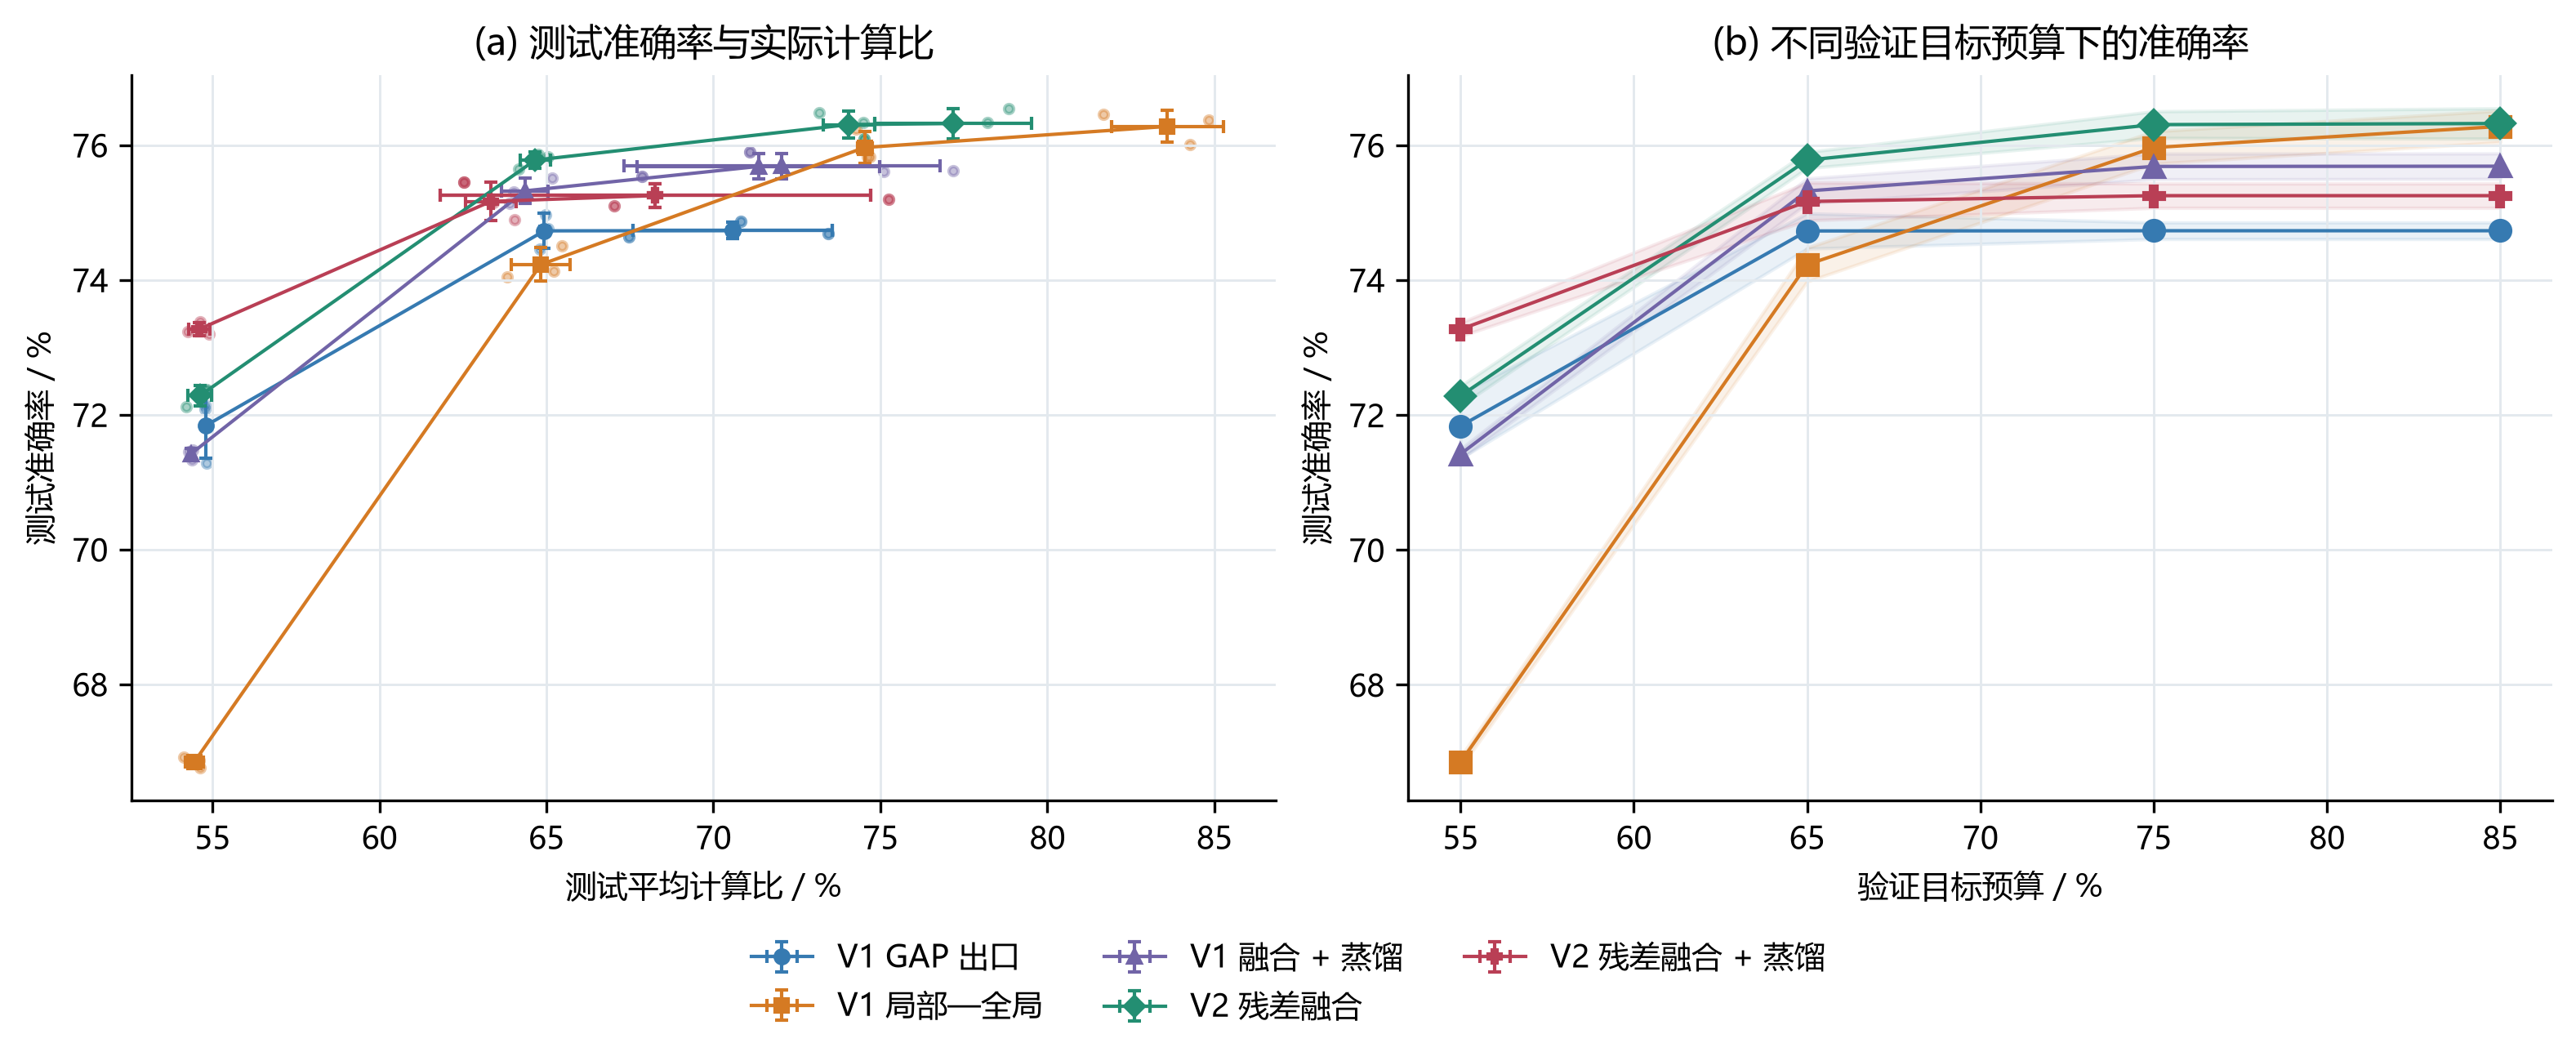 (a) 测试准确率与实际计算比
测试准确率 / %
76
74
72
70
68
55 60 65 70 75 80 85
测试平均计算比 / %
(b) 不同验证目标预算下的准确率
测试准确率 / %
76
74
72
70
68
55 60 65 70 75 80 85
验证目标预算 / %
V1 GAP 出口
V1 融合 + 蒸馏
V2 残差融合 + 蒸馏
V1 局部—全局
V2 残差融合